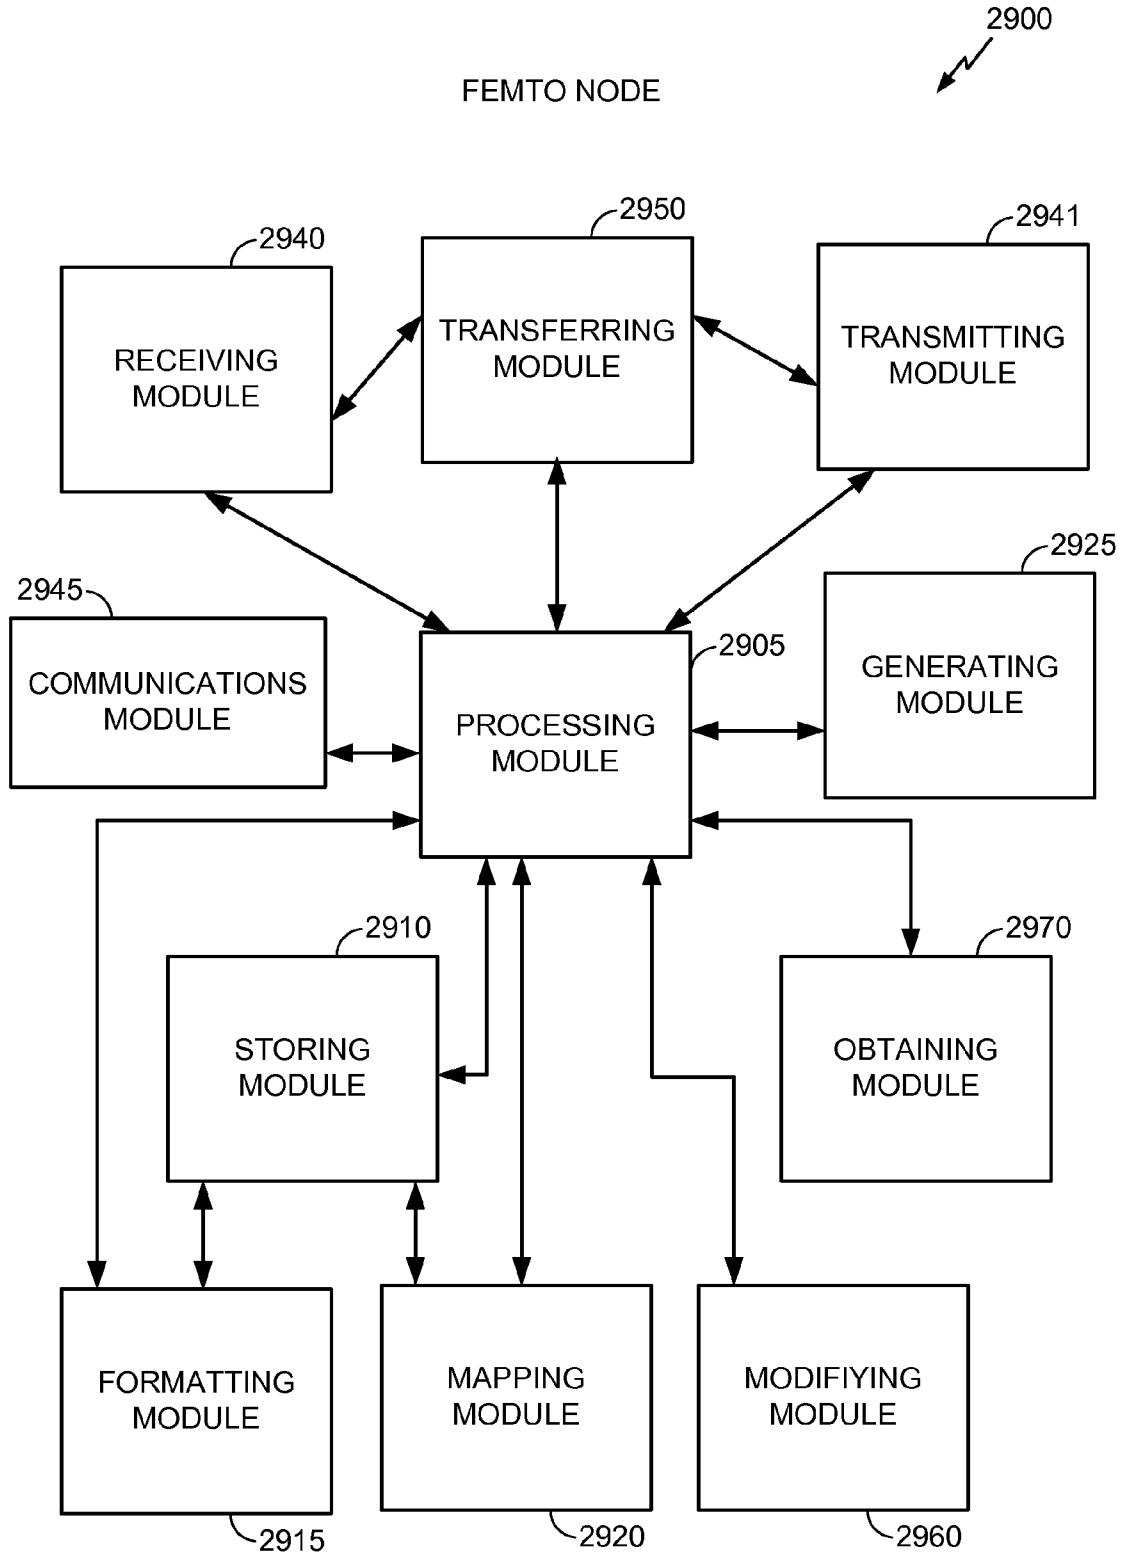 2900
FEMTO NODE
2940
2950
2941
RECEIVING
MODULE
TRANSFERRING
MODULE
TRANSMITTING
MODULE
2945
2905
2925
COMMUNICATIONS
MODULE
PROCESSING
MODULE
GENERATING
MODULE
2910
2970
STORING
MODULE
OBTAINING
MODULE
FORMATTING
MODULE
MAPPING
MODULE
MODIFIYING
MODULE
2915
2920
2960